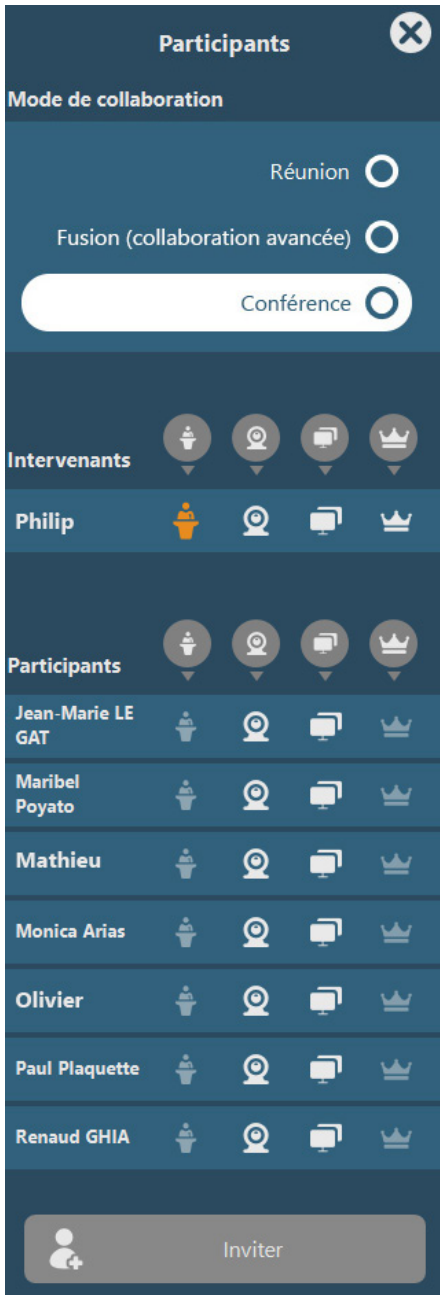 Participants
Mode de collaboration
Réunion
Fusion (collaboration avancée)
Conférence
Intervenants
Philip
Participants
Jean-Marie LE
GAT
Maribel
Poyato
Mathieu
Monica Arias
Olivier
Paul Plaquette
Renaud GHIA
Inviter